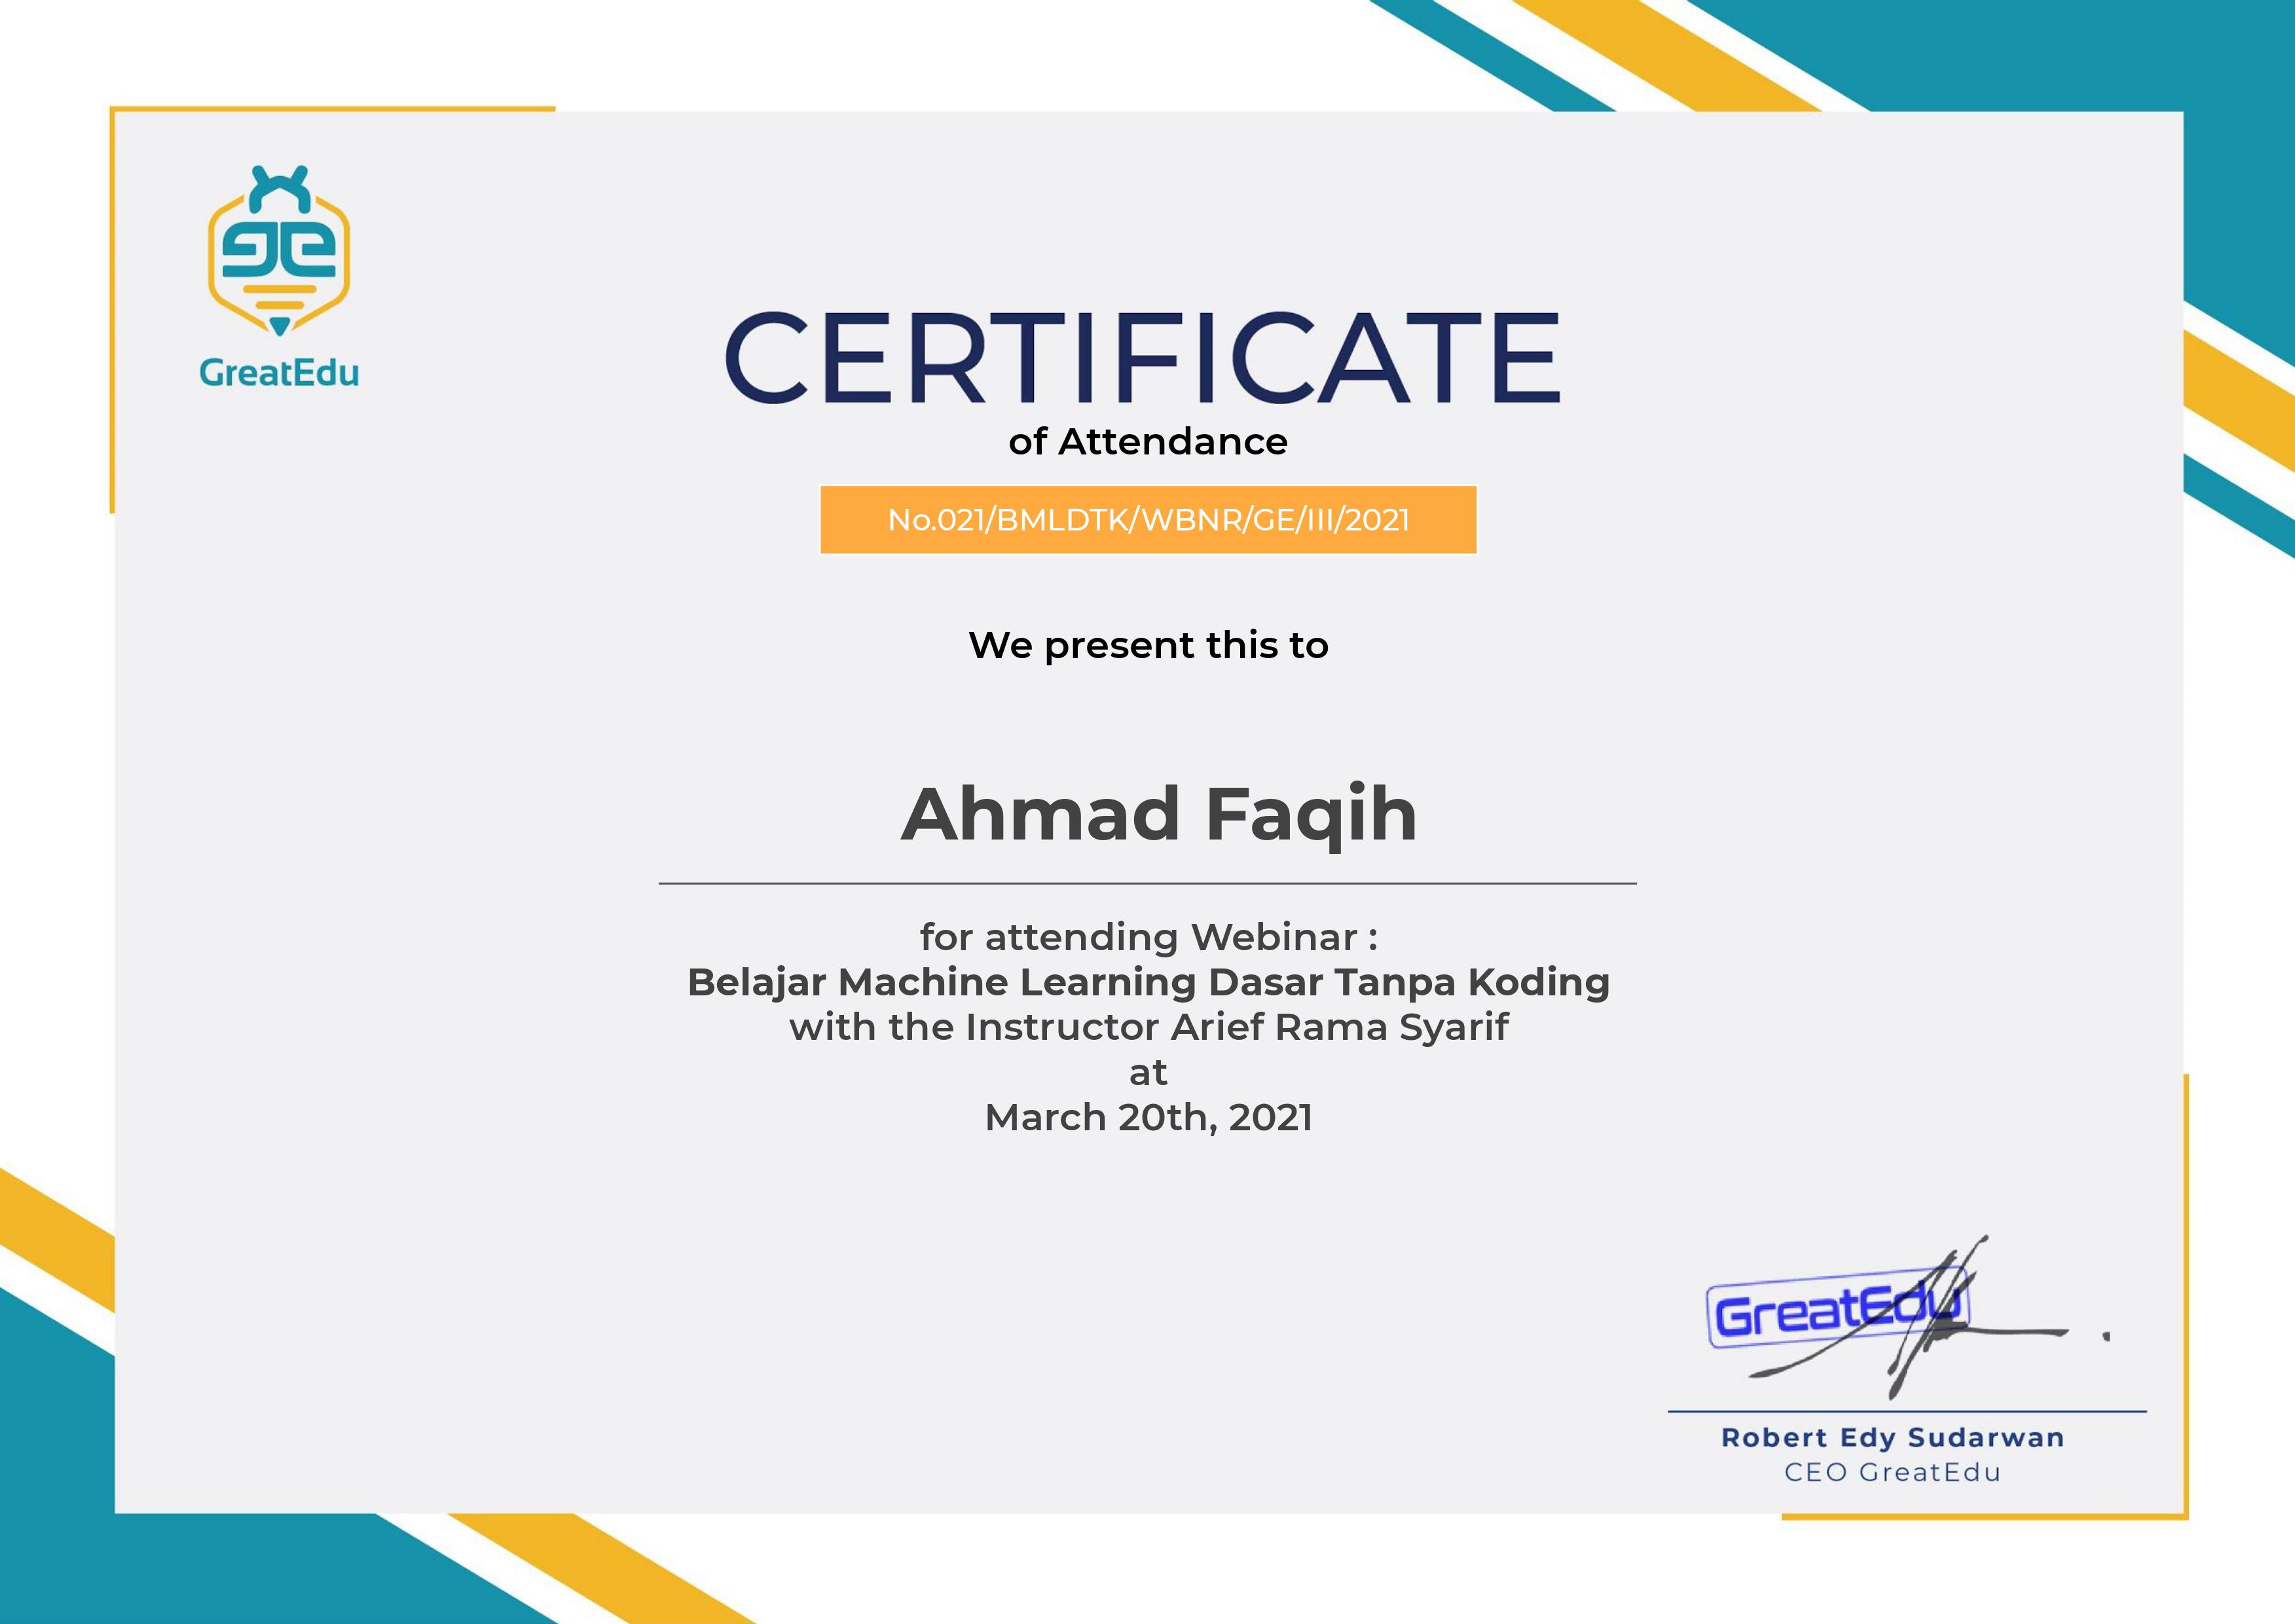 GreatEdu
CERTIFICATE
of Attendance
No.021/BMLDTK/WBNR/GE/III/2021
We present this to
Ahmad Faqih
for attending Webinar :
Belajar Machine Learning Dasar Tanpa Koding
with the Instructor Arief Rama Syarif
at
March 20th, 2021
GreatEdu
Robert Edy Sudarwan
CEO GreatEdu